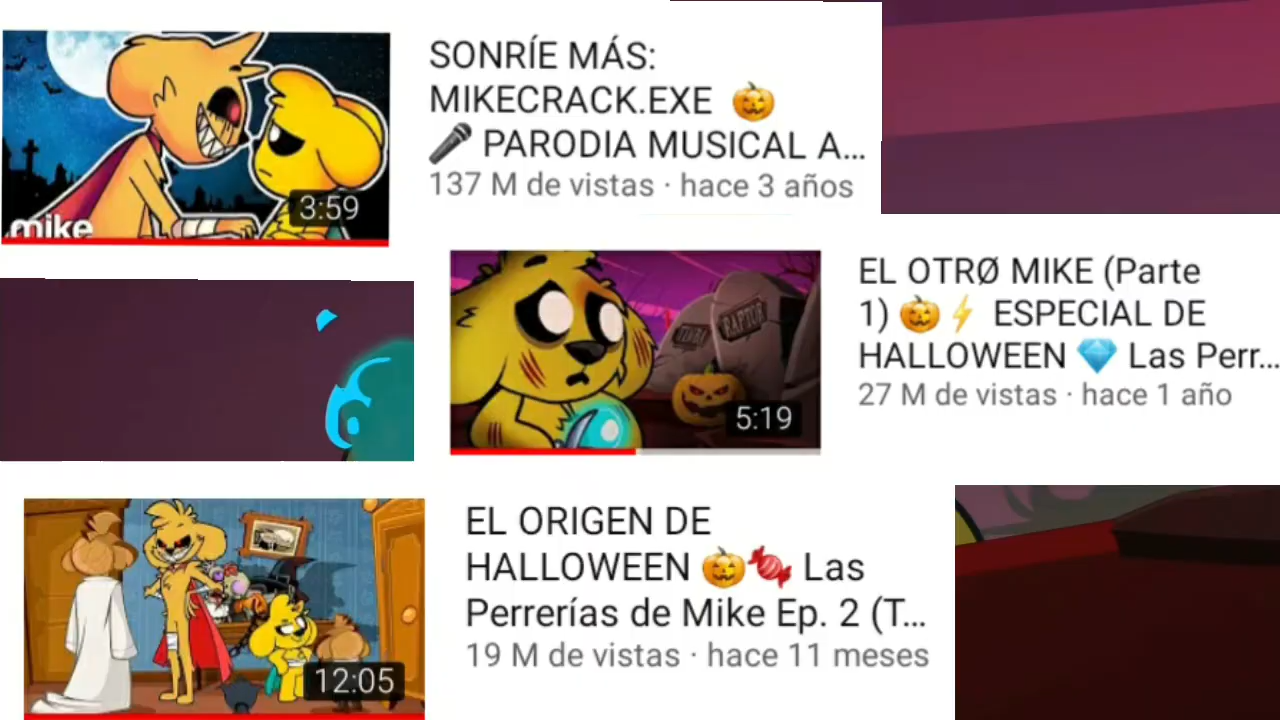 SONRÍE MÁS:
MIKECRACK.EXE 🎃
🎤 PARODIA MUSICAL A...
137 M de vistas · hace 3 años
3:59
mike
EL OTRØ MIKE (Parte
1) 🎃⚡ ESPECIAL DE
HALLOWEEN 💎 Las Perr...
27 M de vistas · hace 1 año
RAPTOR
5:19
EL ORIGEN DE
HALLOWEEN 🎃🍬 Las
Perrerías de Mike Ep. 2 (T...
19 M de vistas · hace 11 meses
12:05